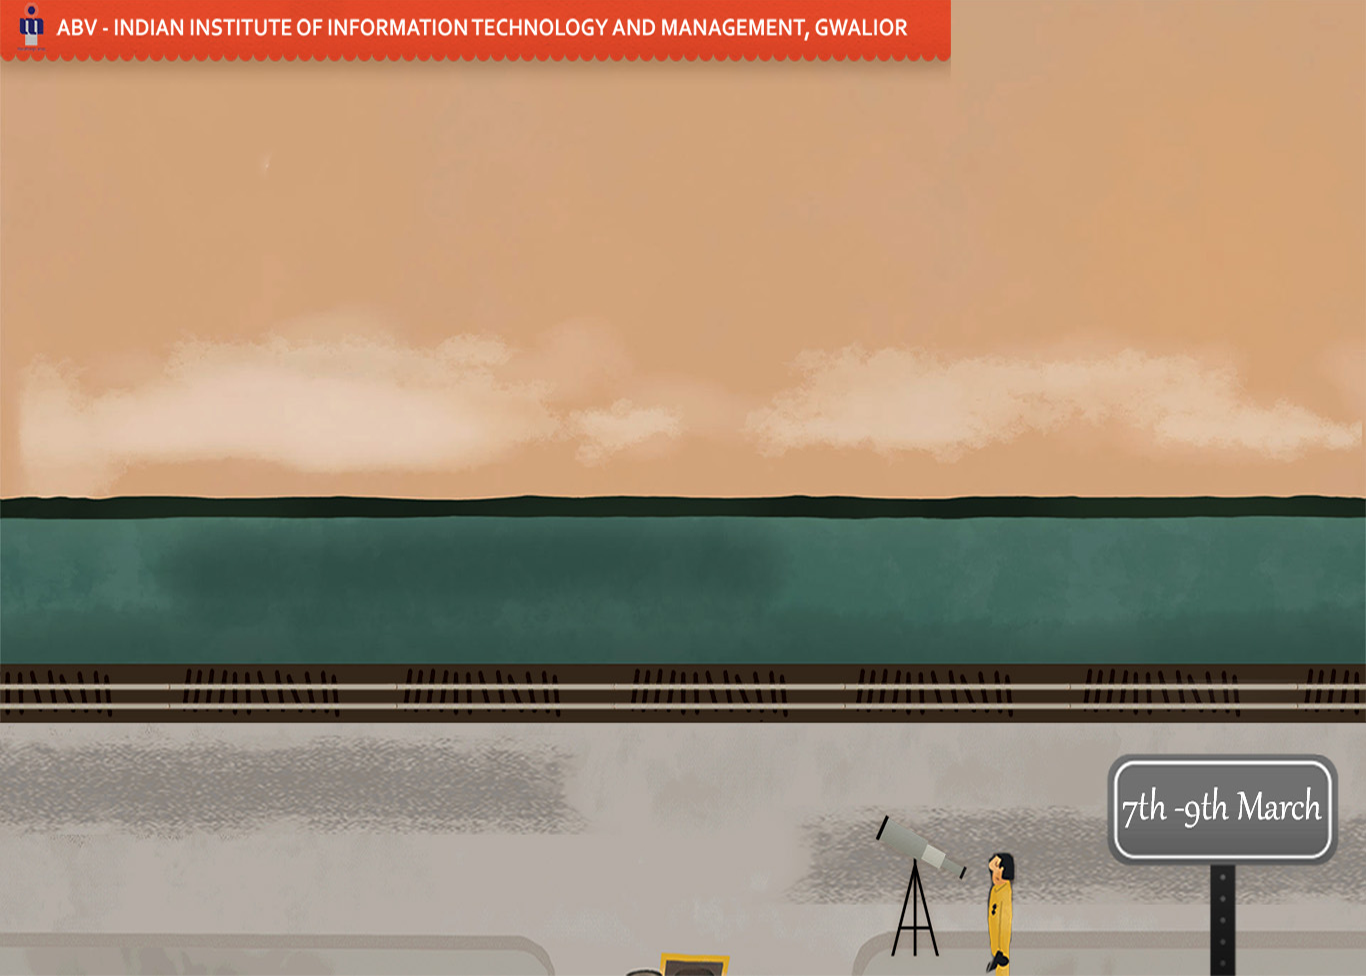 ABV - INDIAN INSTITUTE OF INFORMATION TECHNOLOGY AND MANAGEMENT, GWALIOR
7th -9th March